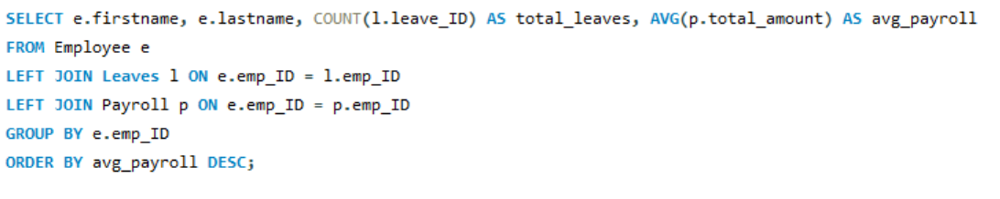 SELECT e.firstname, e.lastname, COUNT(l.leave_ID) AS total_leaves, AVG(p.total_amount) AS avg_payroll
FROM Employee e
LEFT JOIN Leaves l ON e.emp_ID = l.emp_ID
LEFT JOIN Payroll p ON e.emp_ID = p.emp_ID
GROUP BY e.emp_ID
ORDER BY avg_payroll DESC;